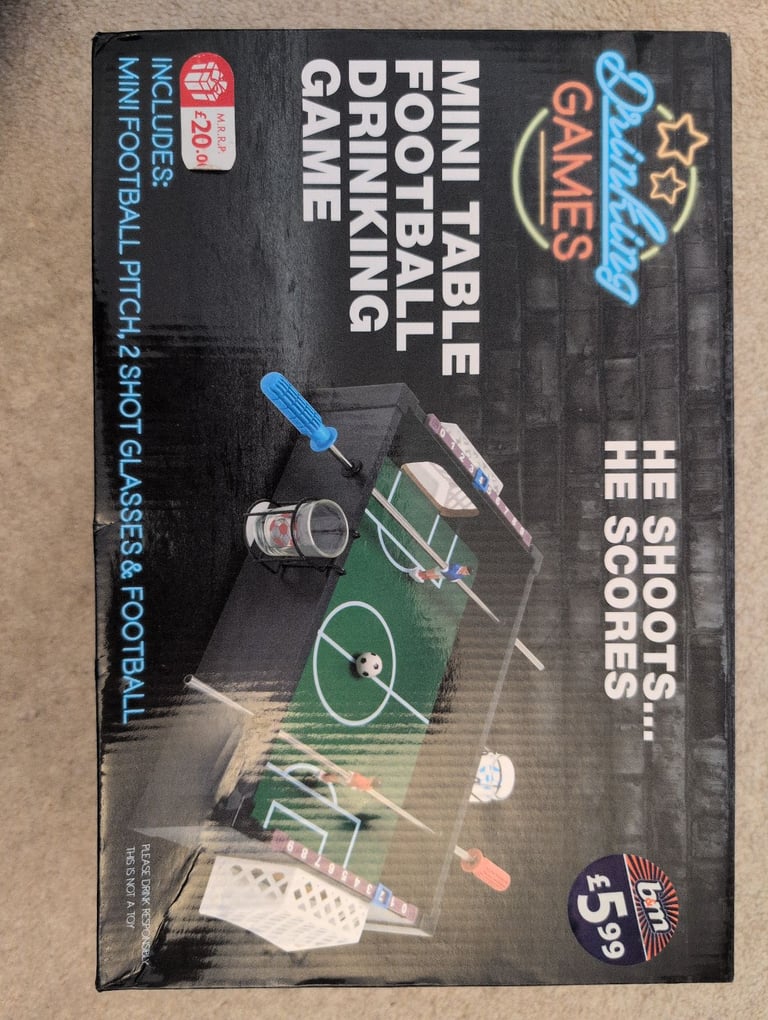 Drinking
GAMES
HE SHOOTS...
HE SCORES
b&m
£5.99
MINI TABLE
FOOTBALL
DRINKING
GAME
M.R.R.P.
£20.00
INCLUDES:
MINI FOOTBALL PITCH, 2 SHOT GLASSES & FOOTBALL
PLEASE DRINK RESPONSIBLY
THIS IS NOT A TOY